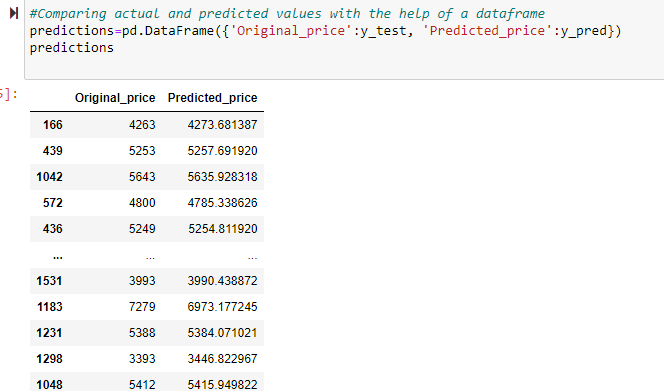 #Comparing actual and predicted values with the help of a dataframe
predictions=pd.DataFrame({'Original_price':y_test, 'Predicted_price':y_pred})
predictions
5]:
Original_price Predicted_price
166 4263 4273.681387
439 5253 5257.691920
1042 5643 5635.928318
572 4800 4785.338626
436 5249 5254.811920
... ... ...
1531 3993 3990.438872
1183 7279 6973.177245
1231 5388 5384.071021
1298 3393 3446.822967
1048 5412 5415.949822